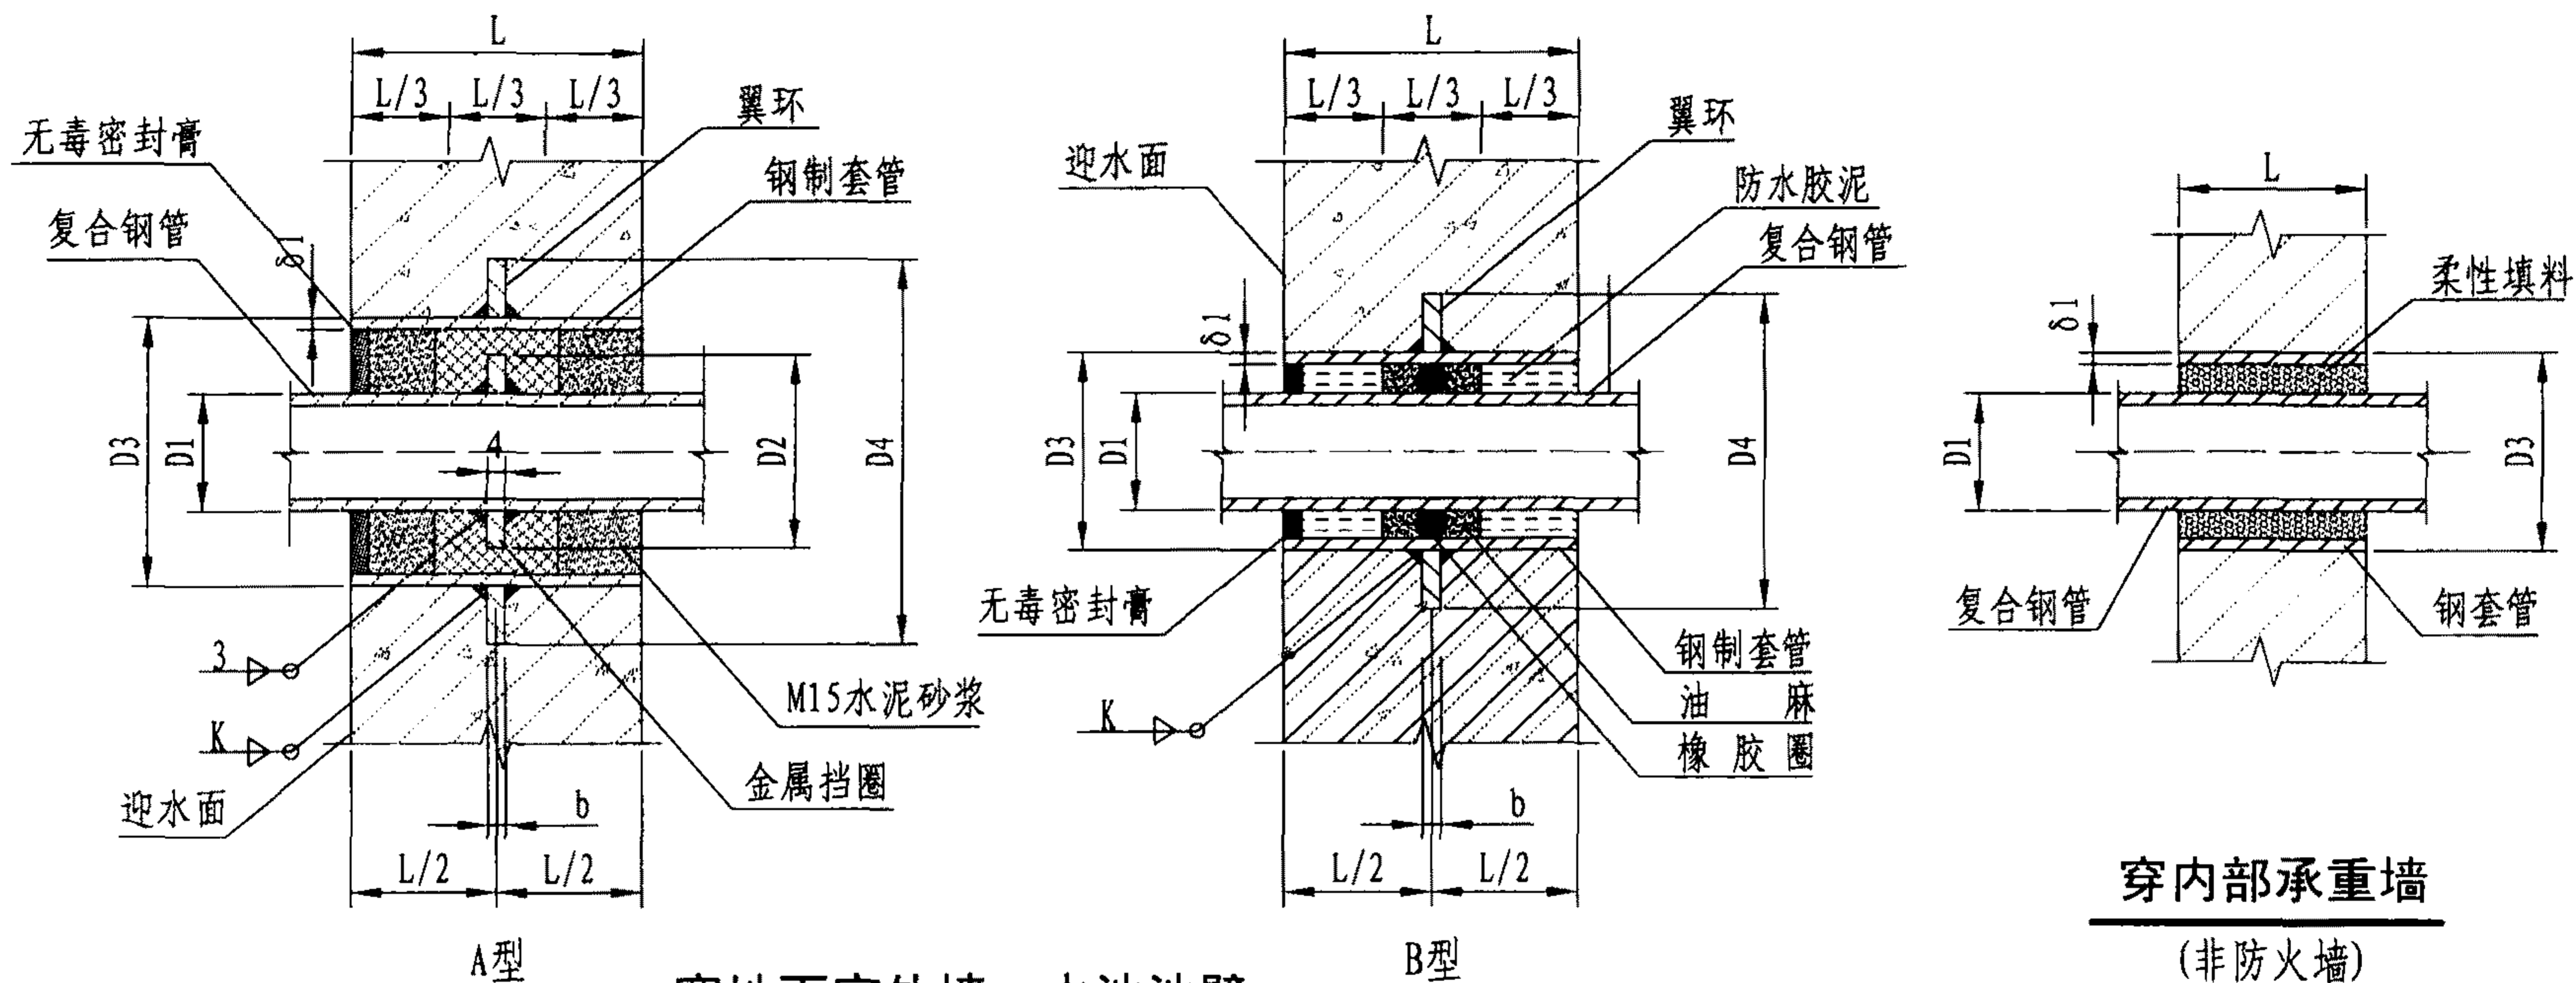 L
L/3 L/3 L/3
翼环
无毒密封膏
钢制套管
复合钢管
δ1
D3
D1
4
D2
D4
3
K
M15水泥砂浆
金属挡圈
迎水面
b
L/2 L/2
A型
L
L/3 L/3 L/3
翼环
迎水面
防水胶泥
复合钢管
δ1
D3
D1
D4
无毒密封膏
钢制套管
油 麻
橡胶圈
K
b
L/2 L/2
B型
L
柔性填料
δ1
D1
D3
复合钢管
钢套管
穿内部承重墙
(非防火墙)